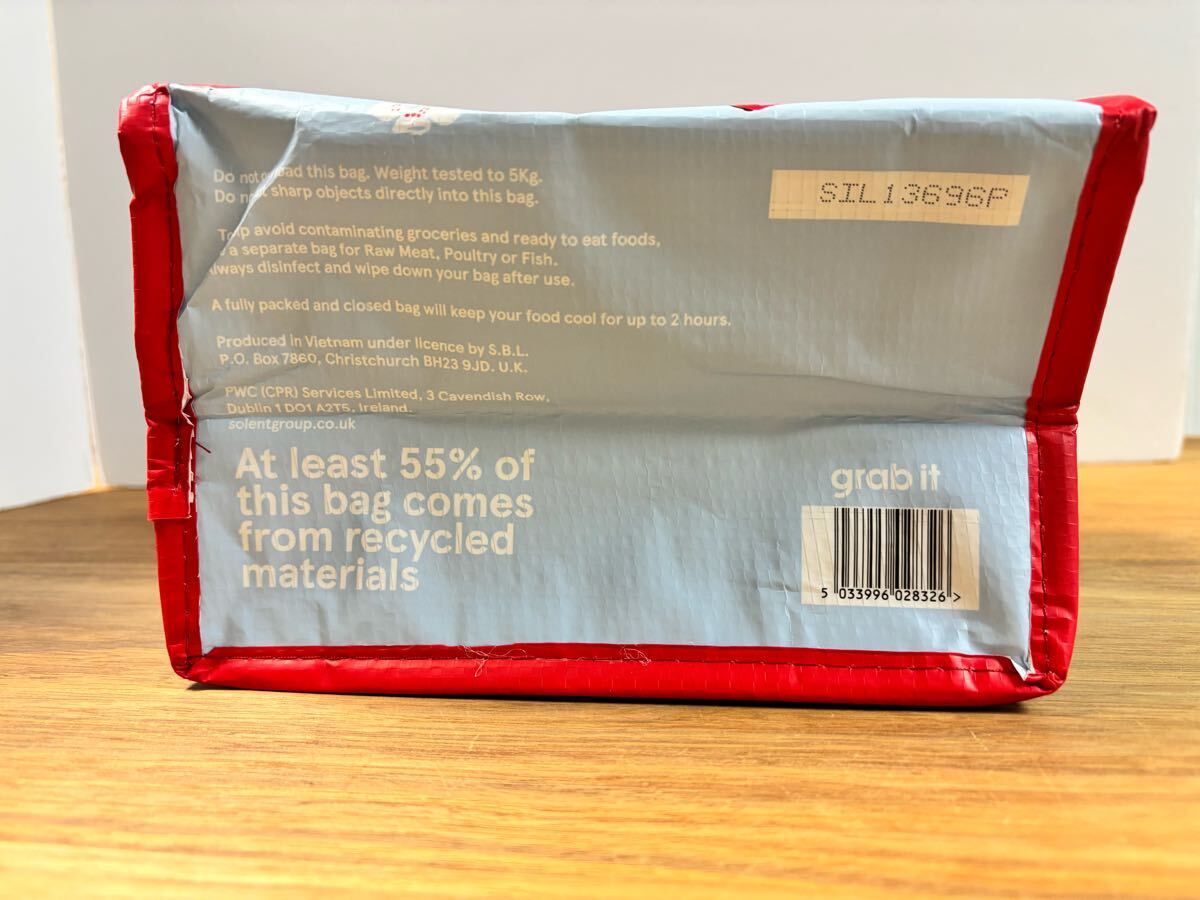 Do not ad this bag. Weight tested to 5Kg.
Do sharp objects directly into this bag.
SIL13696P
avoid contaminating groceries and ready to eat foods,
a separate bag for Raw Meat, Poultry or Fish.
lways disinfect and wipe down your bag after use.
A fully packed and closed bag will keep your food cool for up to 2 hours.
Produced in Vietnam under licence by S.B.L.
P.O. Box 7860, Christchurch BH23 9JD. U.K.
PWC (CPR) Services Limited, 3 Cavendish Row,
Dublin 1 DO1 A2T5, Ireland.
solentgroup.co.uk
At least 55% of
this bag comes
from recycled
materials
grab it
5 033996 028326 >